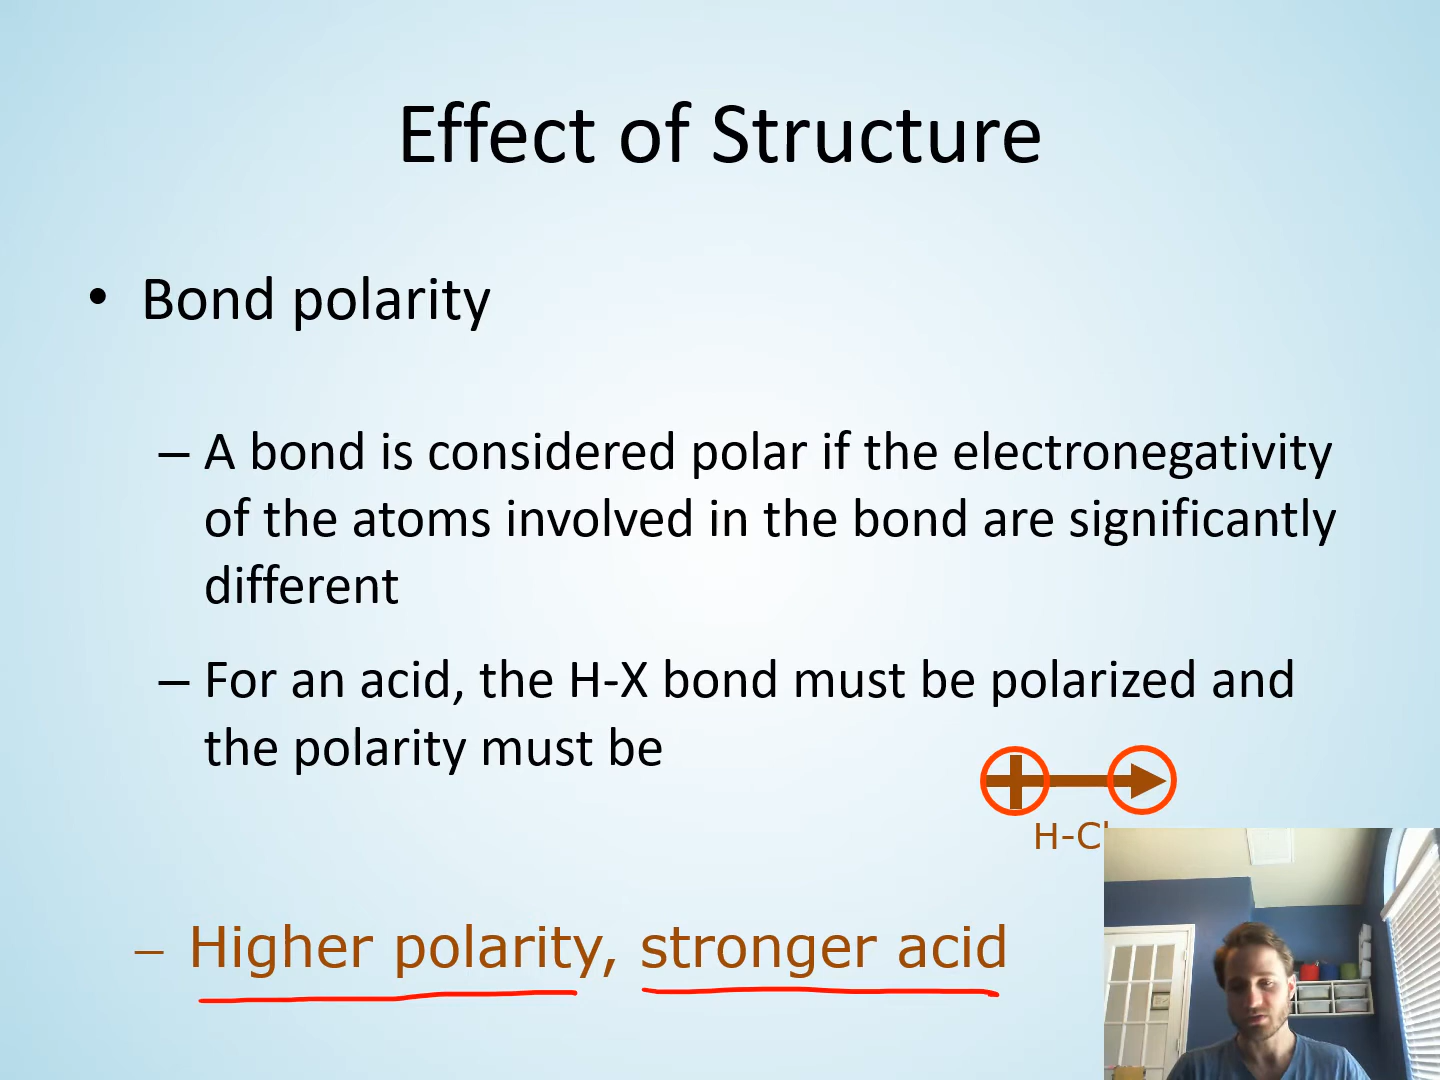 Effect of Structure
• Bond polarity
– A bond is considered polar if the electronegativity
of the atoms involved in the bond are significantly
different
– For an acid, the H-X bond must be polarized and
the polarity must be
H-Cl
– Higher polarity, stronger acid